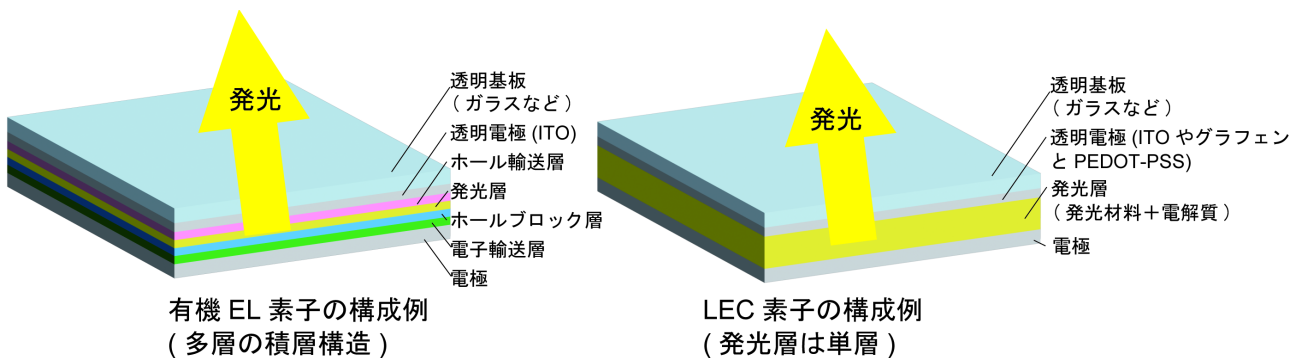 発光
透明基板
( ガラスなど )
透明電極 (ITO)
ホール輸送層
発光層
ホールブロック層
電子輸送層
電極
有機 EL 素子の構成例
( 多層の積層構造 )
発光
透明基板
( ガラスなど )
透明電極 (ITO やグラフェン
と PEDOT-PSS)
発光層
( 発光材料＋電解質 )
電極
LEC 素子の構成例
( 発光層は単層 )